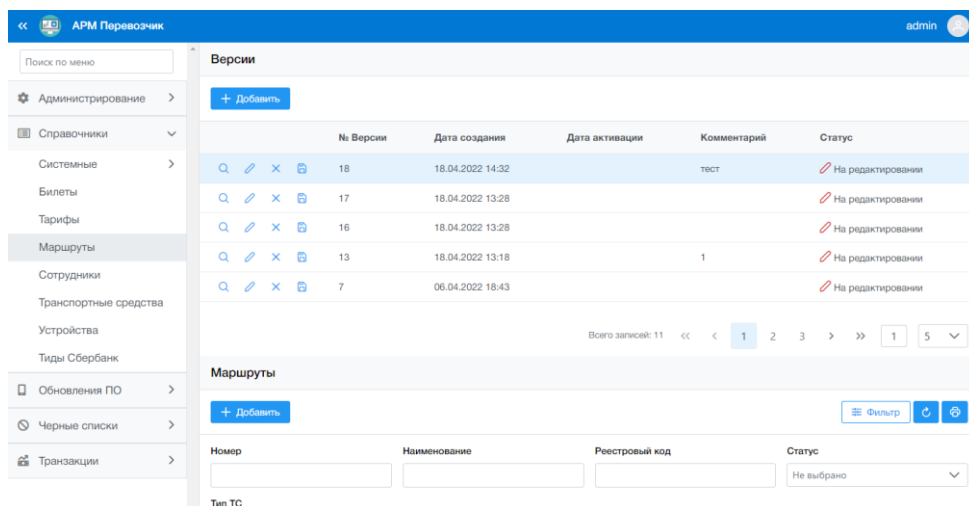 АРМ Перевозчик
admin
Поиск по меню
Администрирование
Справочники
Системные
Билеты
Тарифы
Маршруты
Сотрудники
Транспортные средства
Устройства
Тиды Сбербанк
Обновления ПО
Черные списки
Транзакции
Версии
+ Добавить
№ Версии Дата создания Дата активации Комментарий Статус
18 18.04.2022 14:32 тест На редактировании
17 18.04.2022 13:28 На редактировании
16 18.04.2022 13:28 На редактировании
13 18.04.2022 13:18 1 На редактировании
7 06.04.2022 18:43 На редактировании
Всего записей: 11 << < 1 2 3 > >> 1 5
Маршруты
+ Добавить
Фильтр
Номер Наименование Реестровый код Статус
Не выбрано
Тип ТС